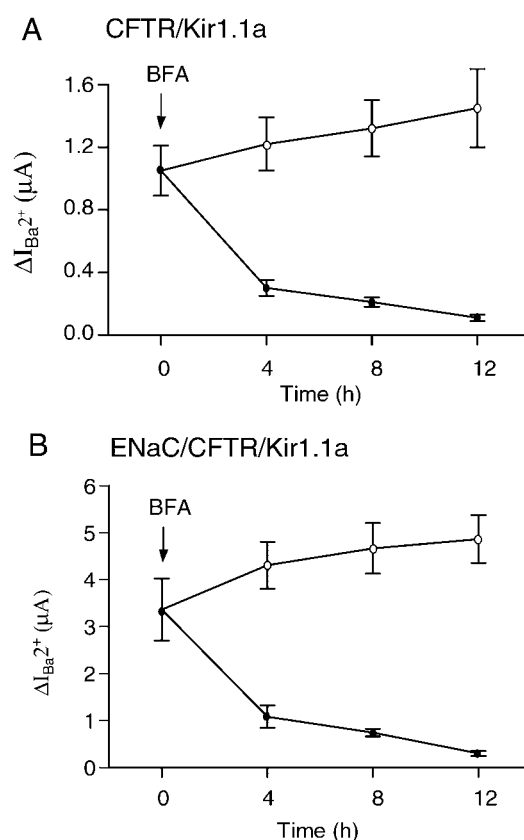 A CFTR/Kir1.1a
BFA
ΔI_Ba²⁺ (μA)
1.6
1.2
0.8
0.4
0.0
0 4 8 12
Time (h)
B ENaC/CFTR/Kir1.1a
BFA
ΔI_Ba²⁺ (μA)
6
5
4
3
2
1
0
0 4 8 12
Time (h)